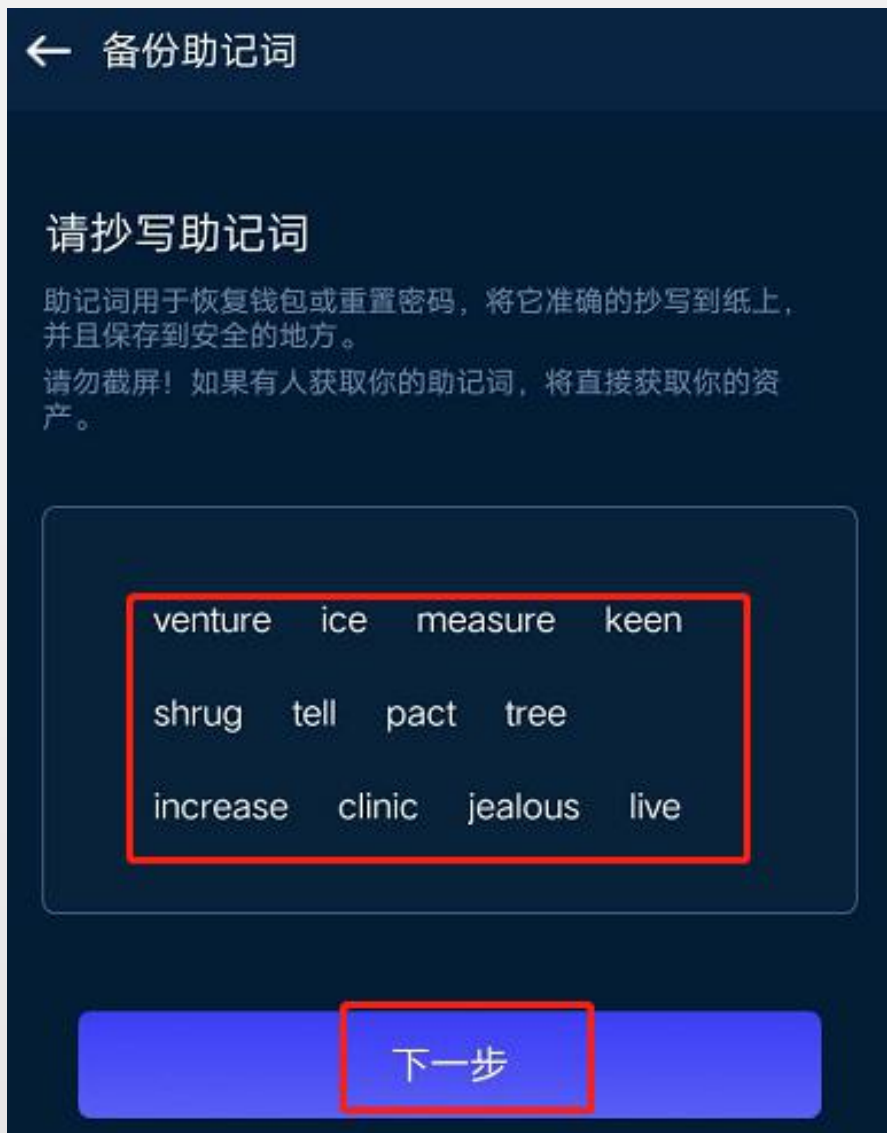 备份助记词
请抄写助记词
助记词用于恢复钱包或重置密码，将它准确的抄写到纸上，
并且保存到安全的地方。
请勿截屏！如果有人获取你的助记词，将直接获取你的资
产。
venture ice measure keen
shrug tell pact tree
increase clinic jealous live
下一步